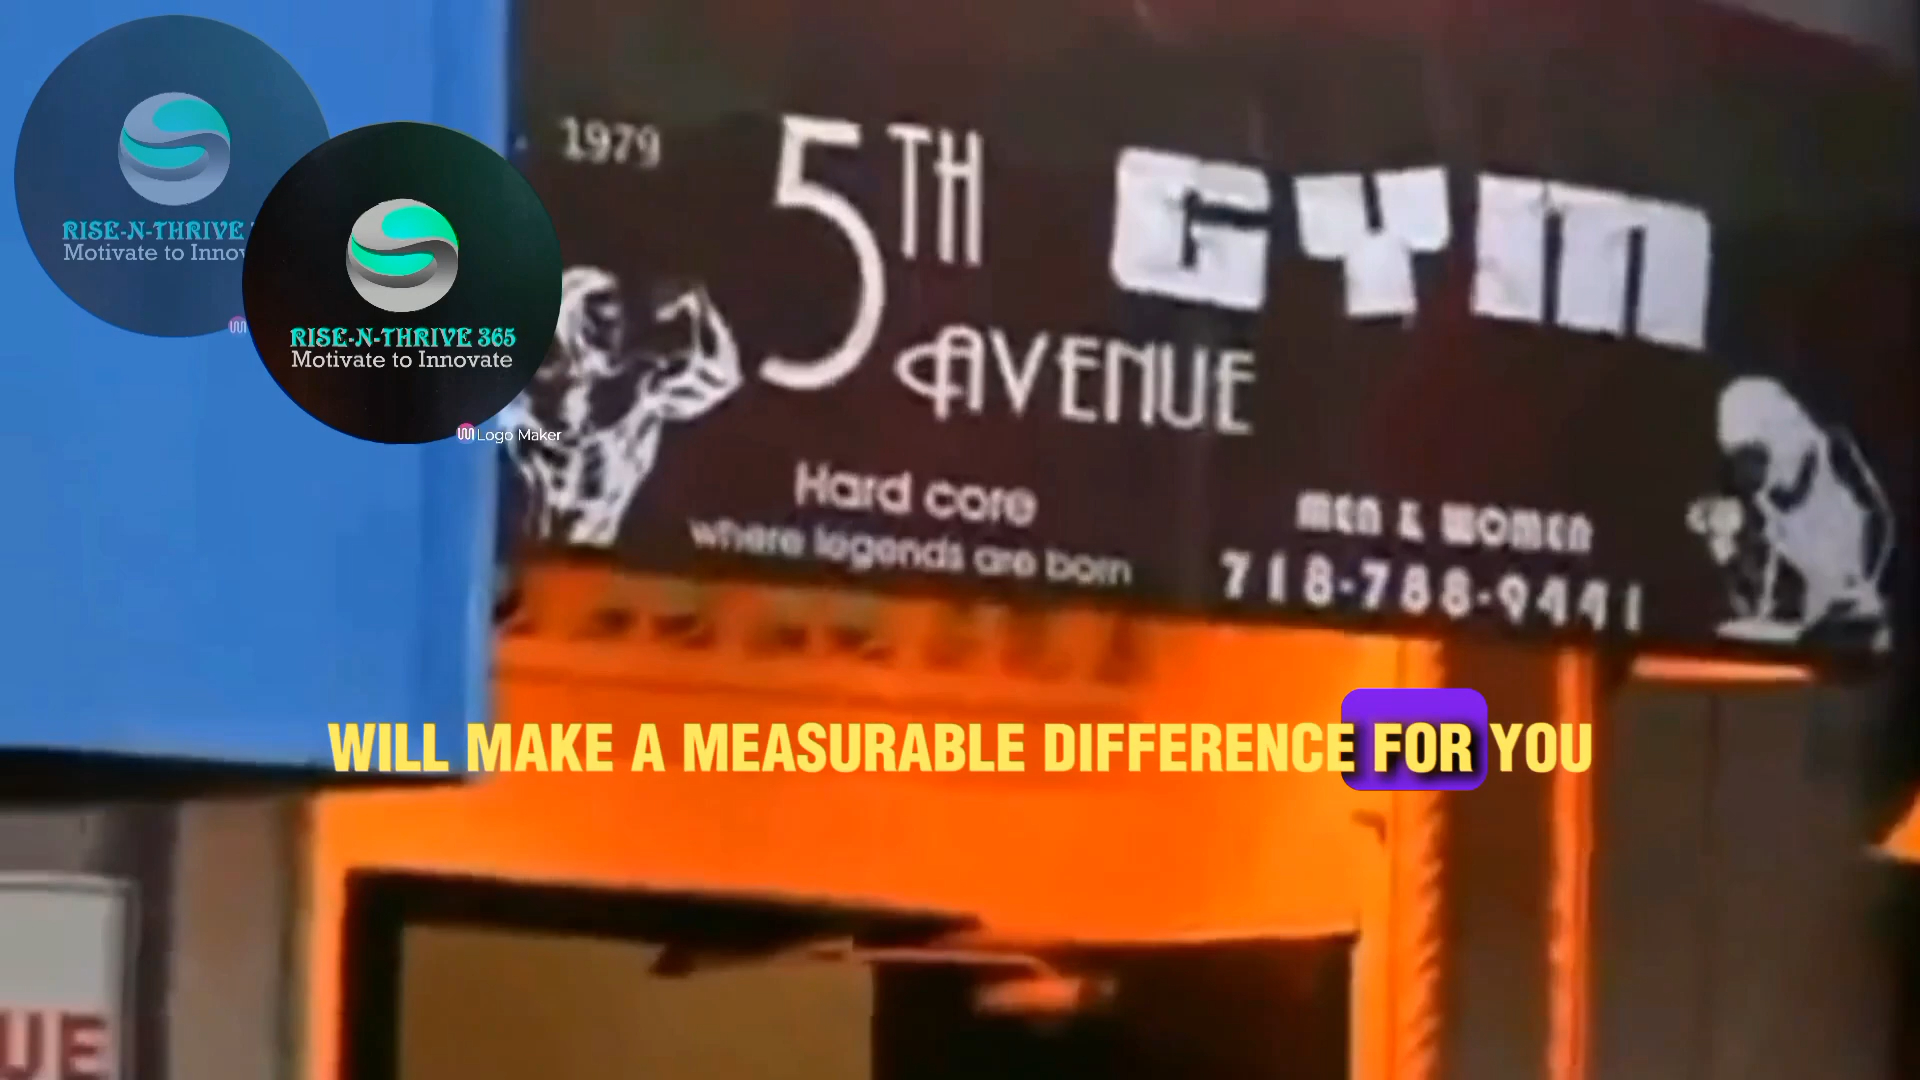 1979
5TH
AVENUE
GYM
Hard core
where legends are born
MEN & WOMEN
718-788-9441
RISE-N-THRIVE
Motivate to Innov
RISE-N-THRIVE 365
Motivate to Innovate
Logo Maker
WILL MAKE A MEASURABLE DIFFERENCE FOR YOU
UE